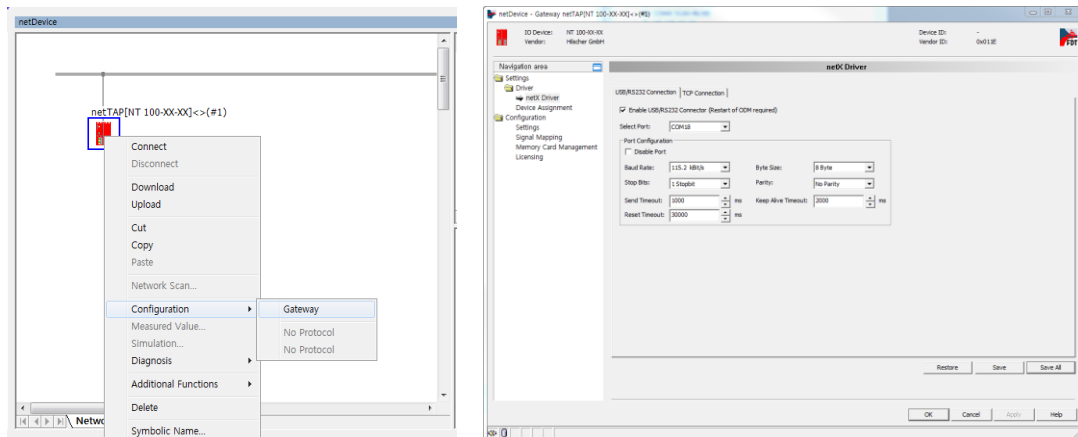 netDevice
netTAP[NT 100-XX-XX]<>(#1)
Connect
Disconnect
Download
Upload
Cut
Copy
Paste
Network Scan...
Configuration
Gateway
Measured Value...
No Protocol
Simulation...
No Protocol
Diagnosis
Additional Functions
Delete
Netwo
Symbolic Name...
netDevice - Gateway netTAP[NT 100-XX-XX]<>(#1)
IO Device: NT 100-XX-XX
Vendor: Hilscher GmbH
Device ID: -
Vendor ID: 0x011E
FDT
Navigation area
Settings
Driver
netX Driver
Device Assignment
Configuration
Settings
Signal Mapping
Memory Card Management
Licensing
netX Driver
USB/RS232 Connection TCP Connection
Enable USB/RS232 Connector (Restart of ODM required)
Select Port: COM18
Port Configuration
Disable Port
Baud Rate: 115.2 kBit/s Byte Size: 8 Byte
Stop Bits: 1 Stopbit Parity: No Parity
Send Timeout: 1000 ms Keep Alive Timeout: 2000 ms
Reset Timeout: 30000 ms
Restore Save Save All
OK Cancel Apply Help